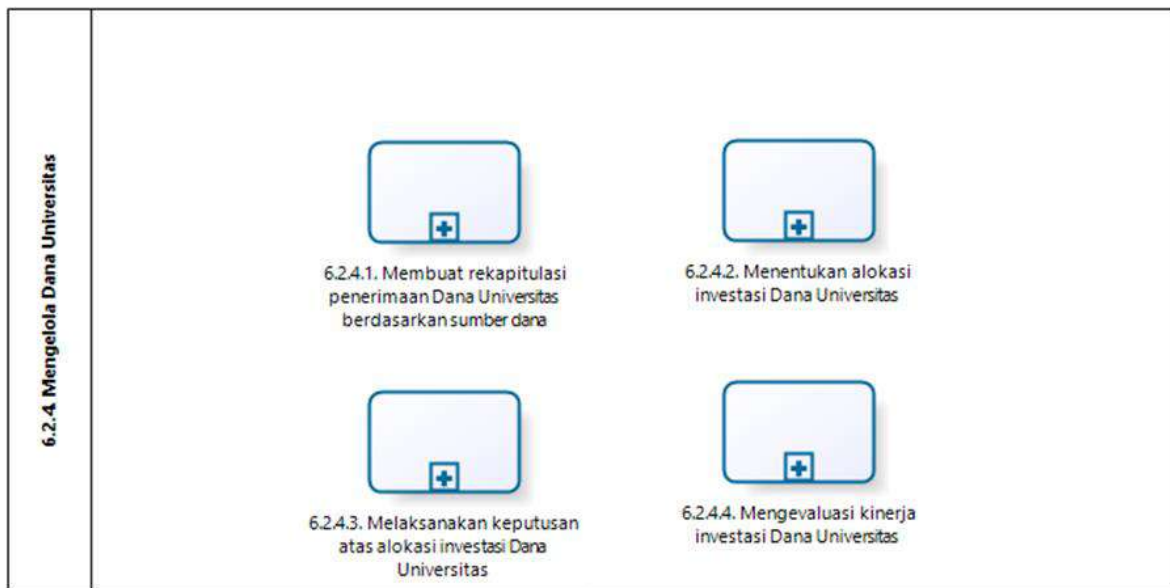 6.2.4 Mengelola Dana Universitas
6.2.4.1. Membuat rekapitulasi
penerimaan Dana Universitas
berdasarkan sumber dana
6.2.4.2. Menentukan alokasi
investasi Dana Universitas
6.2.4.3. Melaksanakan keputusan
atas alokasi investasi Dana
Universitas
6.2.4.4. Mengevaluasi kinerja
investasi Dana Universitas